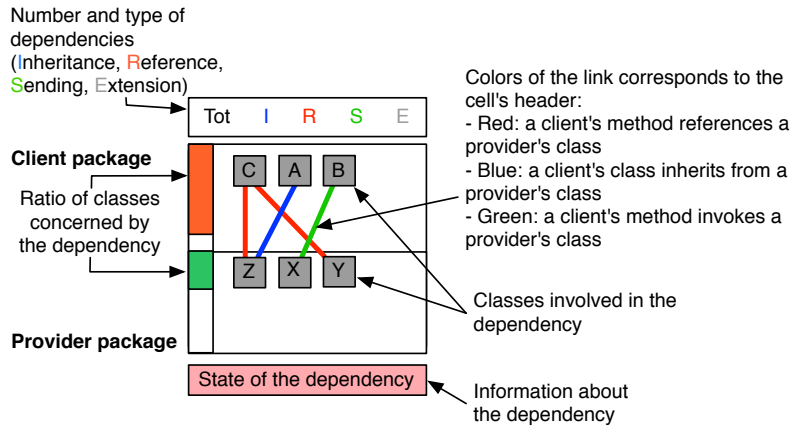 Number and type of
dependencies
(Inheritance, Reference,
Sending, Extension)
Tot I R S E
Colors of the link corresponds to the
cell's header:
- Red: a client's method references a
provider's class
- Blue: a client's class inherits from a
provider's class
- Green: a client's method invokes a
provider's class
Client package
C A B
Ratio of classes
concerned by
the dependency
Z X Y
Classes involved in the
dependency
Provider package
State of the dependency
Information about
the dependency